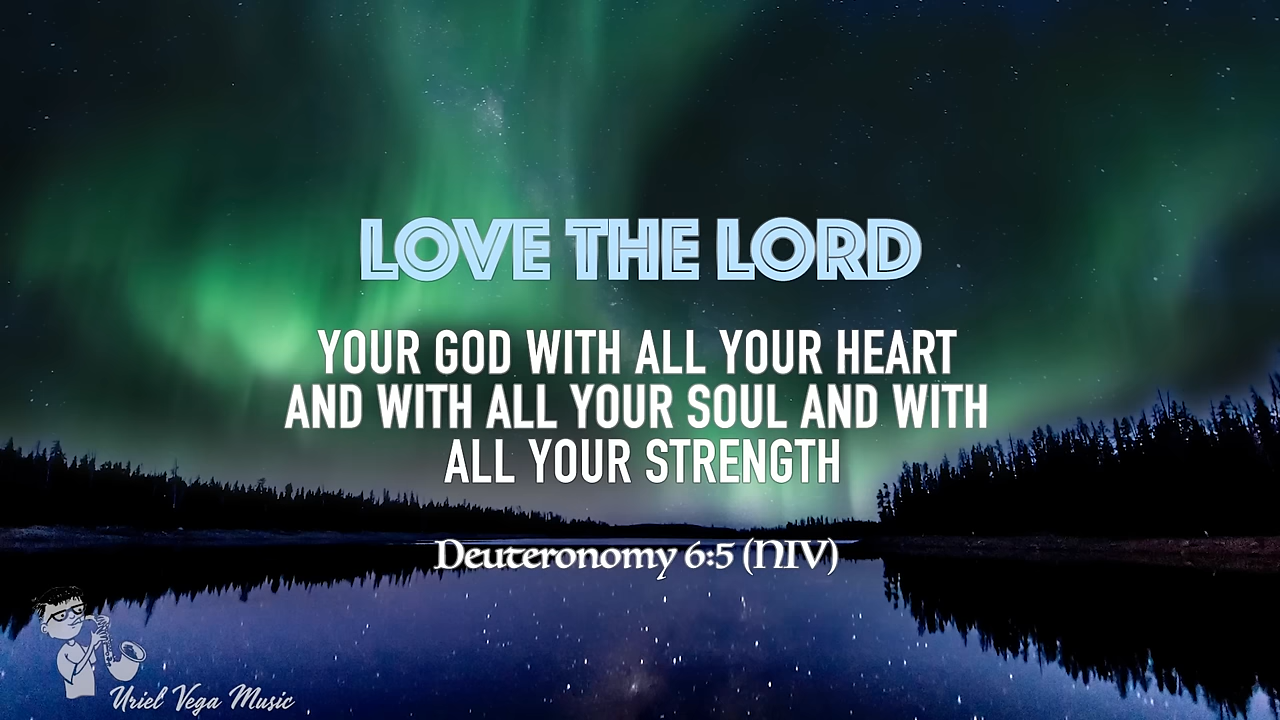 LOVE THE LORD
YOUR GOD WITH ALL YOUR HEART
AND WITH ALL YOUR SOUL AND WITH
ALL YOUR STRENGTH
Deuteronomy 6:5 (NIV)
Uriel Vega Music